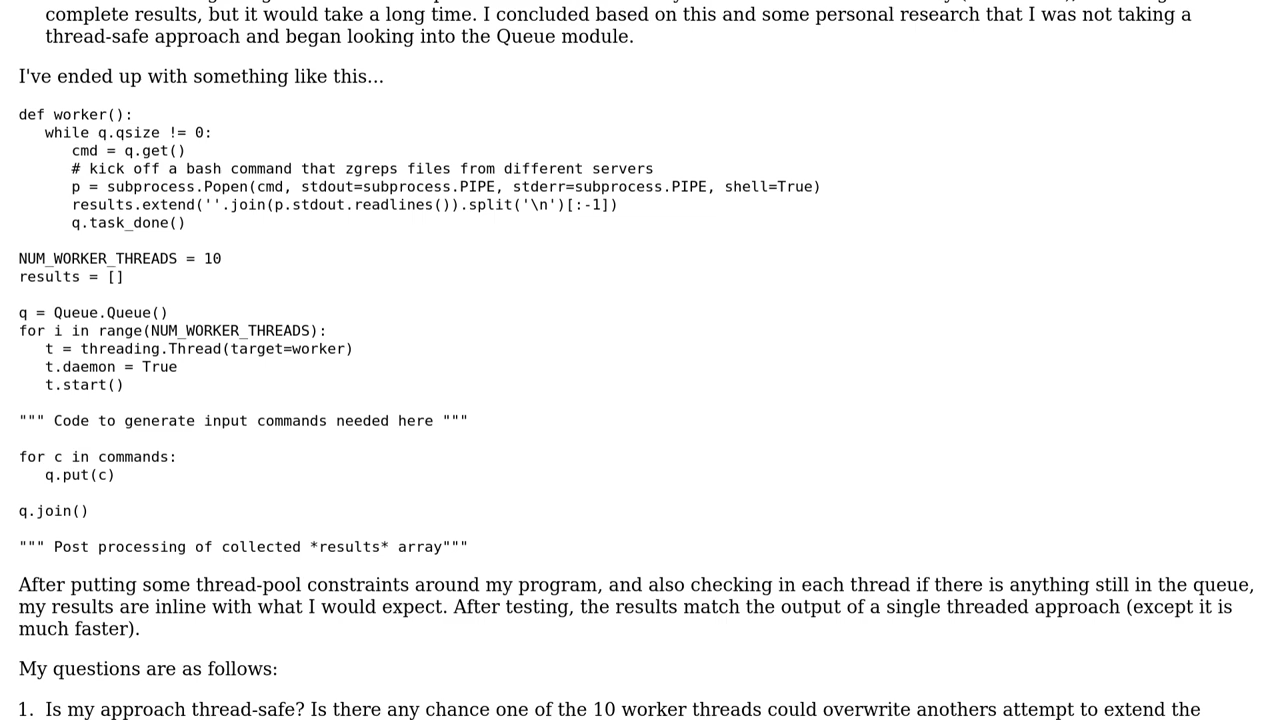 complete results, but it would take a long time. I concluded based on this and some personal research that I was not taking a
thread-safe approach and began looking into the Queue module.
I've ended up with something like this...
def worker():
   while q.qsize != 0:
      cmd = q.get()
      # kick off a bash command that zgreps files from different servers
      p = subprocess.Popen(cmd, stdout=subprocess.PIPE, stderr=subprocess.PIPE, shell=True)
      results.extend(''.join(p.stdout.readlines()).split('\n')[:-1])
      q.task_done()
NUM_WORKER_THREADS = 10
results = []
q = Queue.Queue()
for i in range(NUM_WORKER_THREADS):
   t = threading.Thread(target=worker)
   t.daemon = True
   t.start()
""" Code to generate input commands needed here """
for c in commands:
   q.put(c)
q.join()
""" Post processing of collected *results* array"""
After putting some thread-pool constraints around my program, and also checking in each thread if there is anything still in the queue,
my results are inline with what I would expect. After testing, the results match the output of a single threaded approach (except it is
much faster).
My questions are as follows:
1. Is my approach thread-safe? Is there any chance one of the 10 worker threads could overwrite anothers attempt to extend the